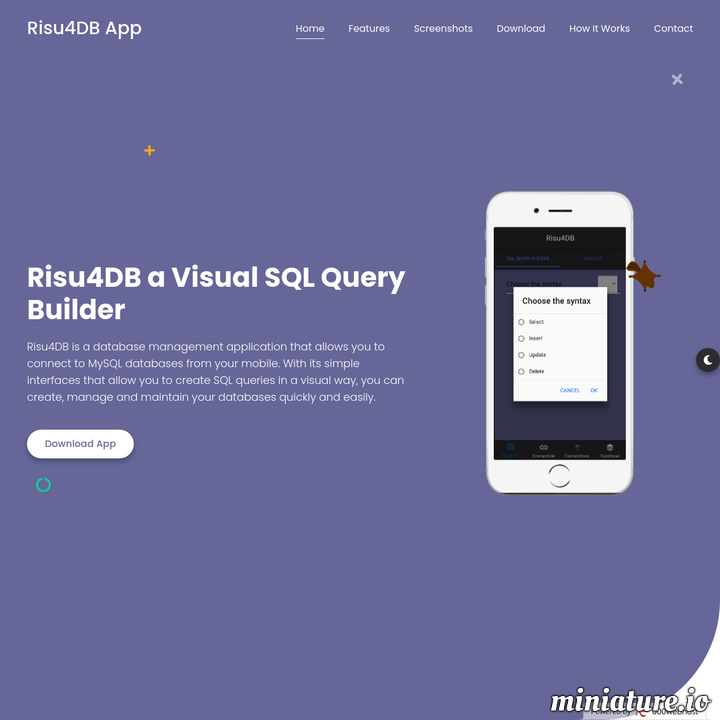 Risu4DB App
Home Features Screenshots Download How It Works Contact
Risu4DB a Visual SQL Query
Builder
Risu4DB is a database management application that allows you to
connect to MySQL databases from your mobile. With its simple
interfaces that allow you to create SQL queries in a visual way, you can
create, manage and maintain your databases quickly and easily.
Download App
Risu4DB
SQL QUERY BUILDER
Choose the syntax
Choose the syntax
Select
Insert
Update
Delete
CANCEL OK
Connection Connections Database
miniature.io